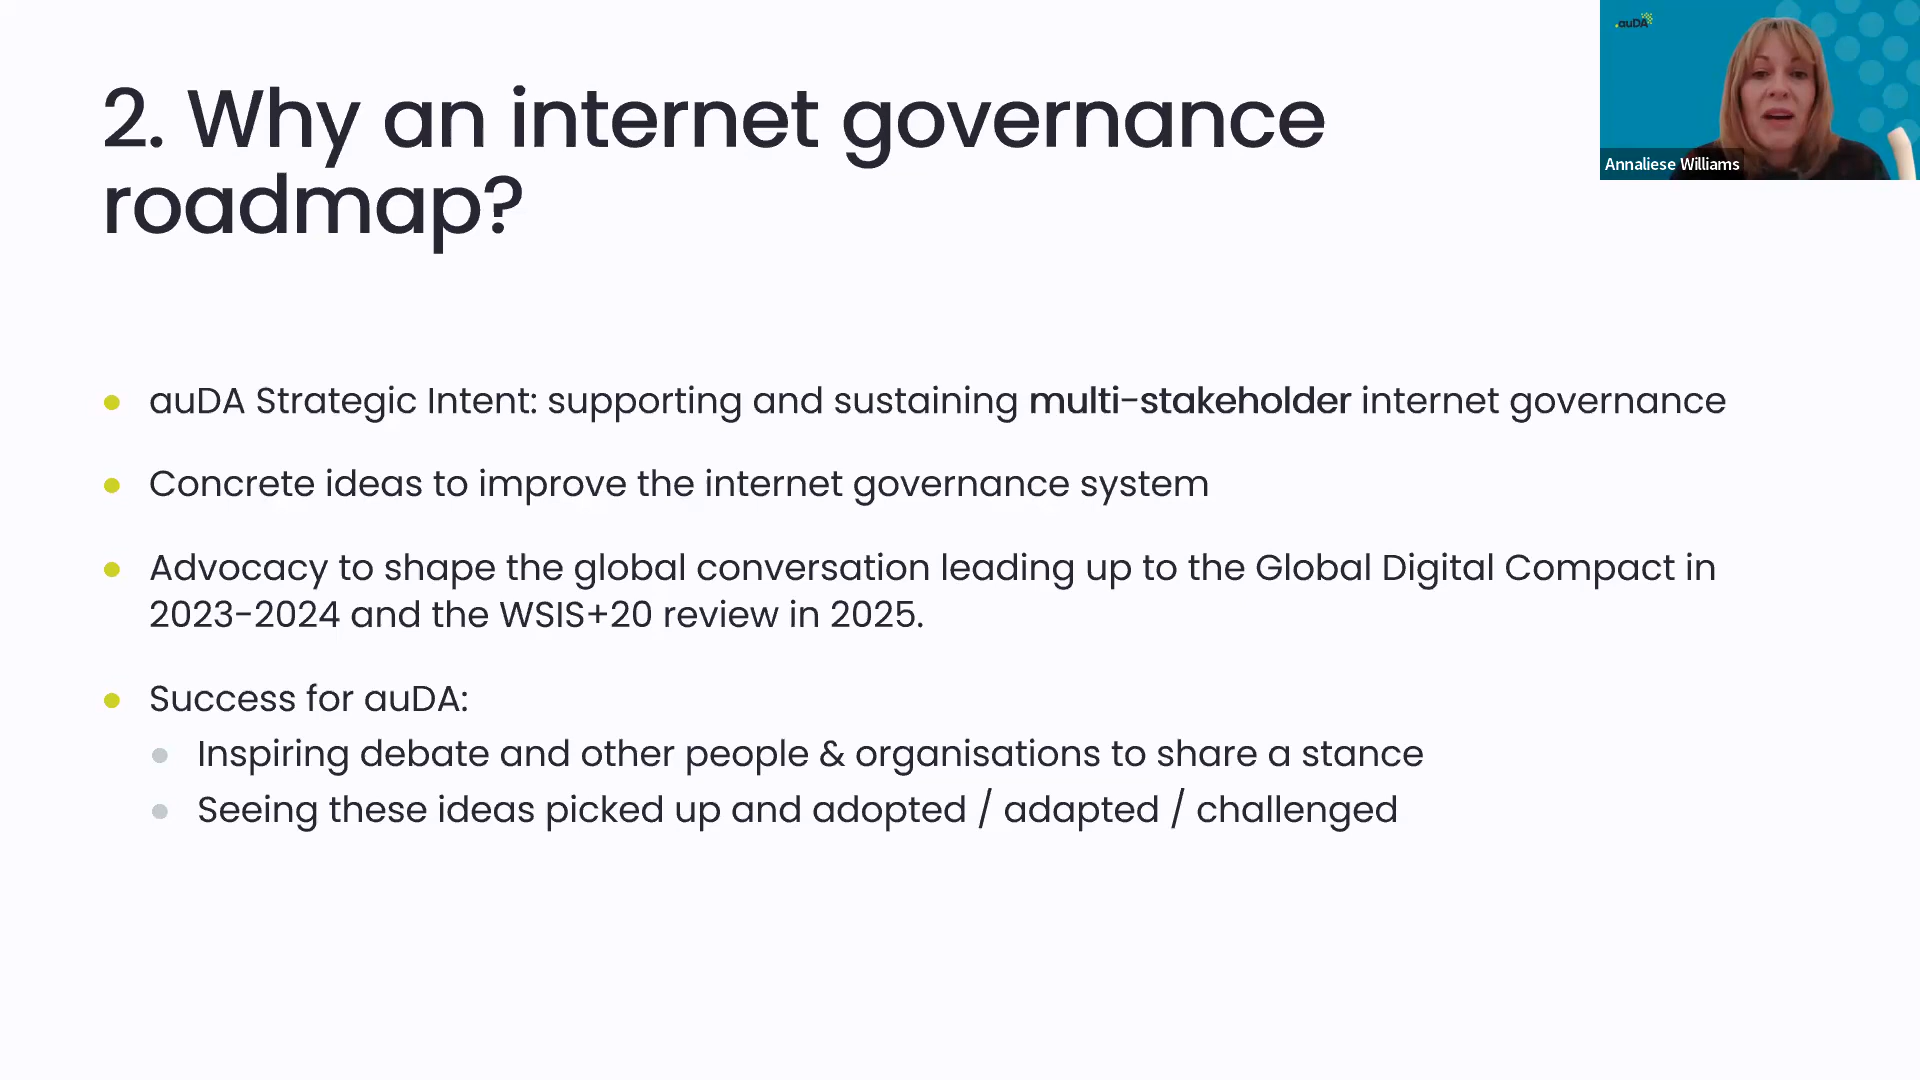 2. Why an internet governance
roadmap?
.auDA
Annaliese Williams
auDA Strategic Intent: supporting and sustaining multi-stakeholder internet governance
Concrete ideas to improve the internet governance system
Advocacy to shape the global conversation leading up to the Global Digital Compact in
2023-2024 and the WSIS+20 review in 2025.
Success for auDA:
Inspiring debate and other people & organisations to share a stance
Seeing these ideas picked up and adopted / adapted / challenged